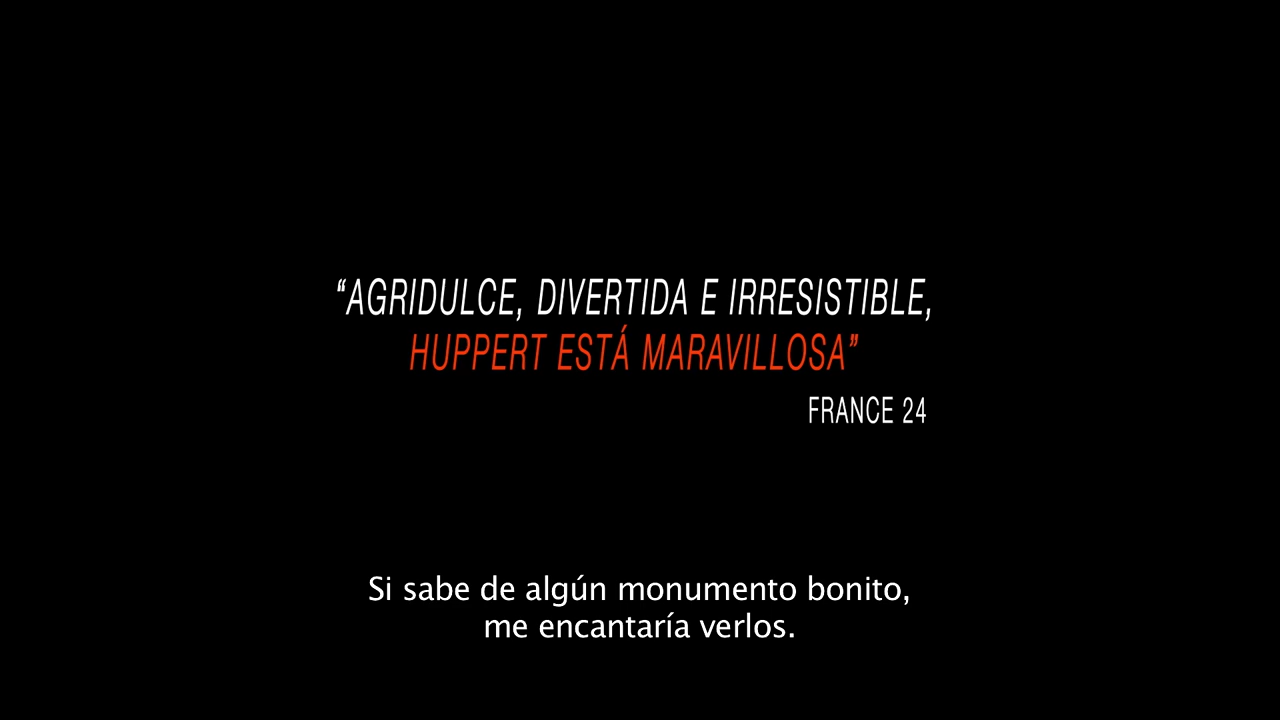 “AGRIDULCE, DIVERTIDA E IRRESISTIBLE,
HUPPERT ESTÁ MARAVILLOSA”
FRANCE 24
Si sabe de algún monumento bonito,
me encantaría verlos.